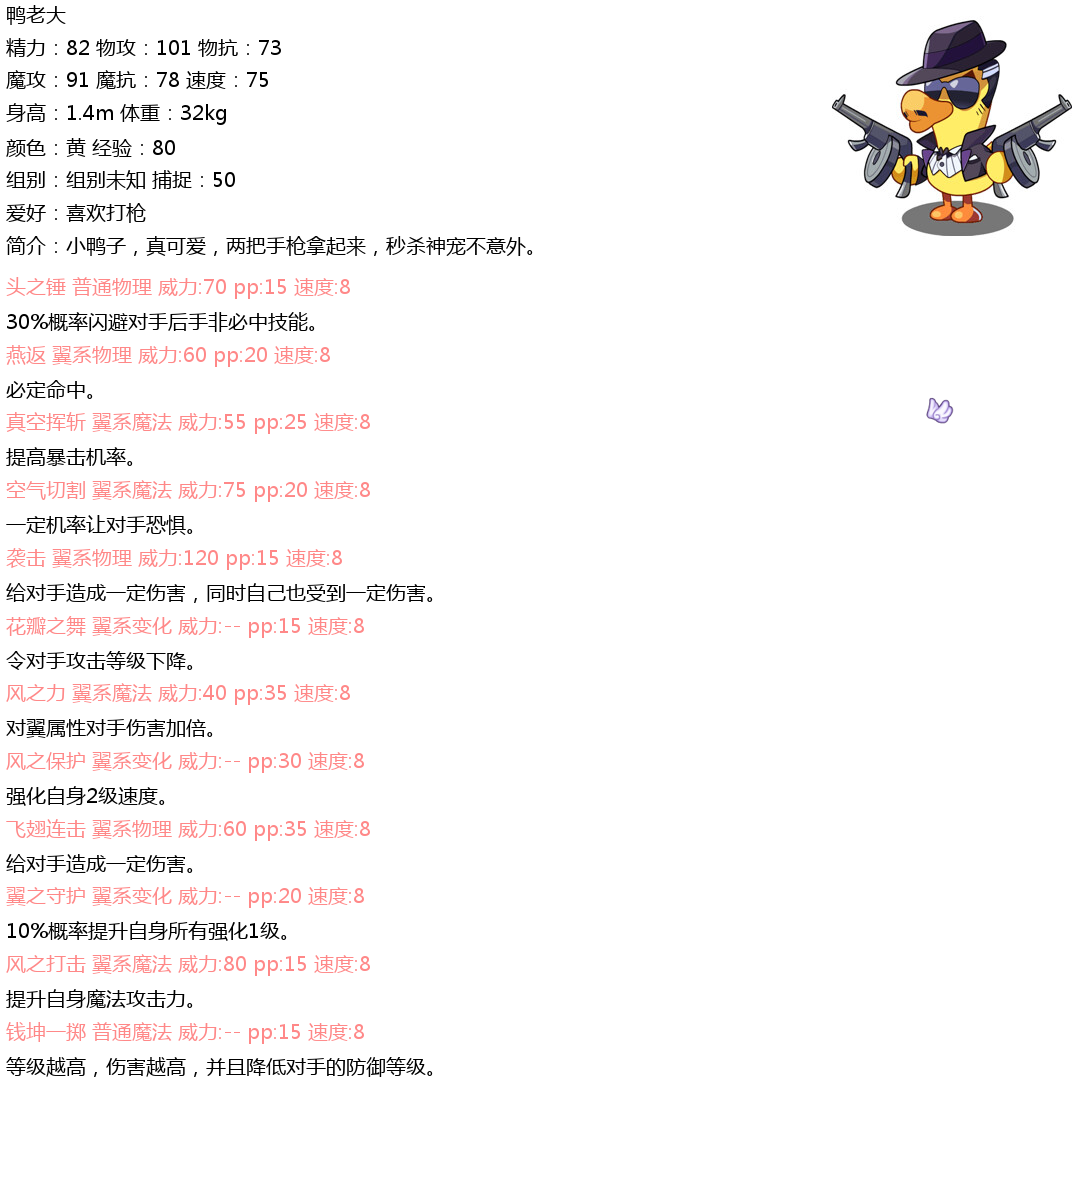 鸭老大
精力：82 物攻：101 物抗：73
魔攻：91 魔抗：78 速度：75
身高：1.4m 体重：32kg
颜色：黄 经验：80
组别：组别未知 捕捉：50
爱好：喜欢打枪
简介：小鸭子，真可爱，两把手枪拿起来，秒杀神宠不意外。
头之锤 普通物理 威力:70 pp:15 速度:8
30%概率闪避对手后手非必中技能。
燕返 翼系物理 威力:60 pp:20 速度:8
必定命中。
真空挥斩 翼系魔法 威力:55 pp:25 速度:8
提高暴击机率。
空气切割 翼系魔法 威力:75 pp:20 速度:8
一定机率让对手恐惧。
袭击 翼系物理 威力:120 pp:15 速度:8
给对手造成一定伤害，同时自己也受到一定伤害。
花瓣之舞 翼系变化 威力:-- pp:15 速度:8
令对手攻击等级下降。
风之力 翼系魔法 威力:40 pp:35 速度:8
对翼属性对手伤害加倍。
风之保护 翼系变化 威力:-- pp:30 速度:8
强化自身2级速度。
飞翅连击 翼系物理 威力:60 pp:35 速度:8
给对手造成一定伤害。
翼之守护 翼系变化 威力:-- pp:20 速度:8
10%概率提升自身所有强化1级。
风之打击 翼系魔法 威力:80 pp:15 速度:8
提升自身魔法攻击力。
钱坤一掷 普通魔法 威力:-- pp:15 速度:8
等级越高，伤害越高，并且降低对手的防御等级。